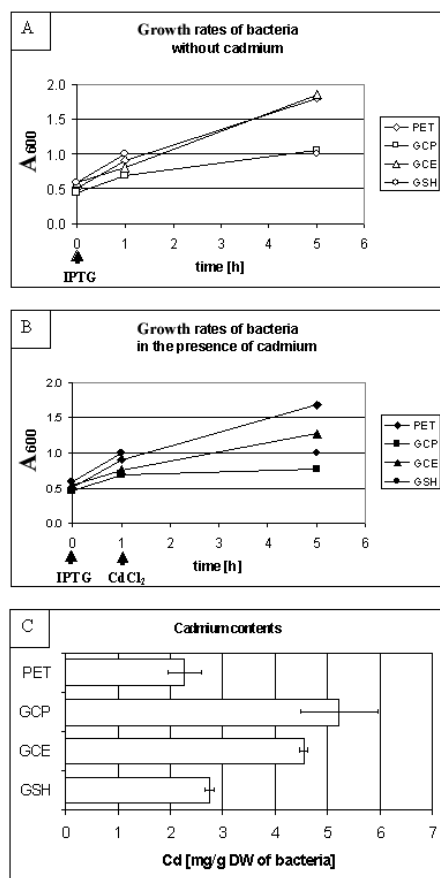 A
Growth rates of bacteria
without cadmium
A600
2.0
1.5
1.0
0.5
0.0
0 1 2 3 4 5 6
time [h]
IPTG
PET
GCP
GCE
GSH
B
Growth rates of bacteria
in the presence of cadmium
A600
2.0
1.5
1.0
0.5
0.0
0 1 2 3 4 5 6
time [h]
IPTG CdCl₂
PET
GCP
GCE
GSH
C
Cadmium contents
PET
GCP
GCE
GSH
0 1 2 3 4 5 6 7
Cd [mg/g DW of bacteria]